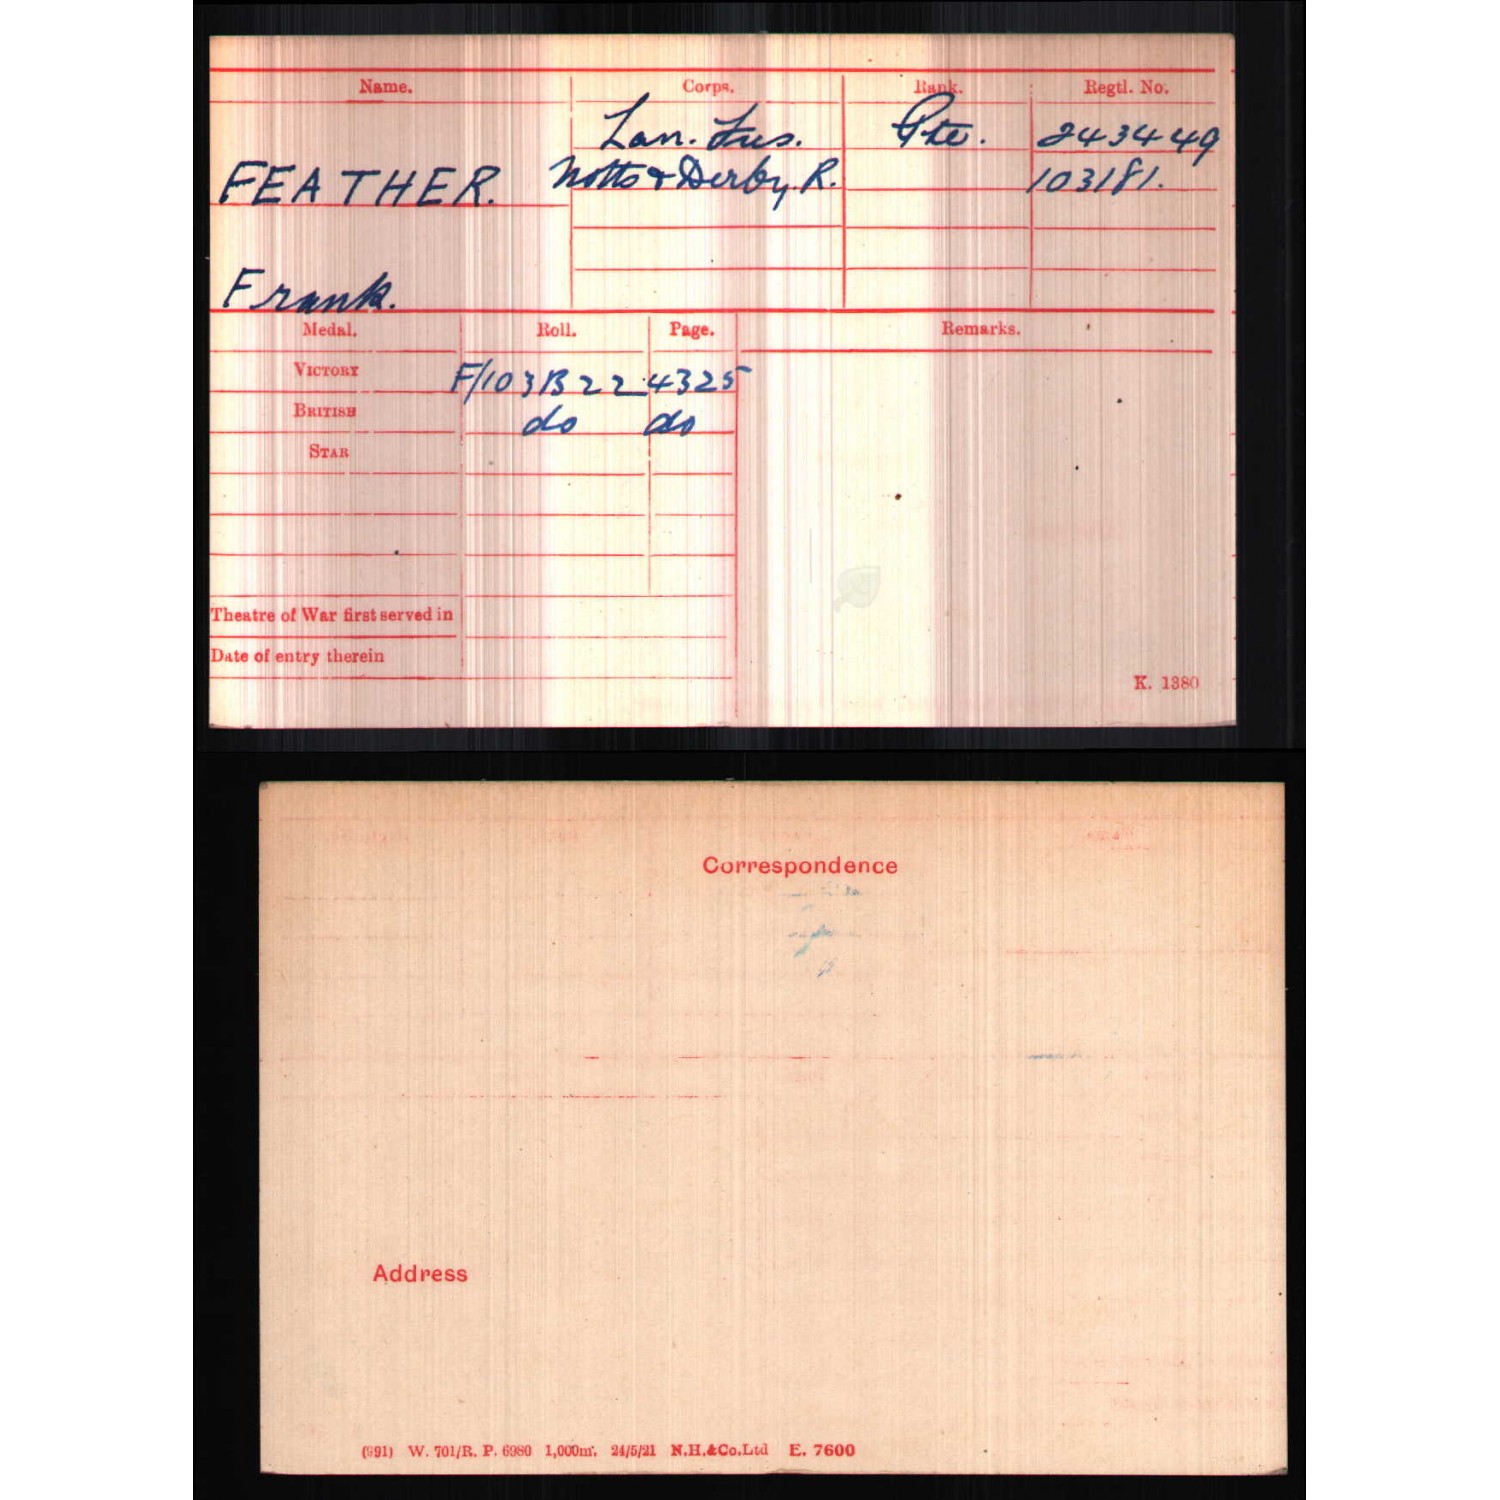 Name. Corps. Rank. Regtl. No.
Lan. Fus. Pte. 243449
FEATHER. Notts & Derby. R. 103181.
Frank.
Medal. Roll. Page. Remarks.
VICTORY F/103B22 4325
BRITISH do do
STAR
Theatre of War first served in
Date of entry therein
K. 1380
Correspondence
Address
(991) W. 701/R. P. 6980 1,000m. 24/5/21 N.H.&Co.Ltd E. 7600